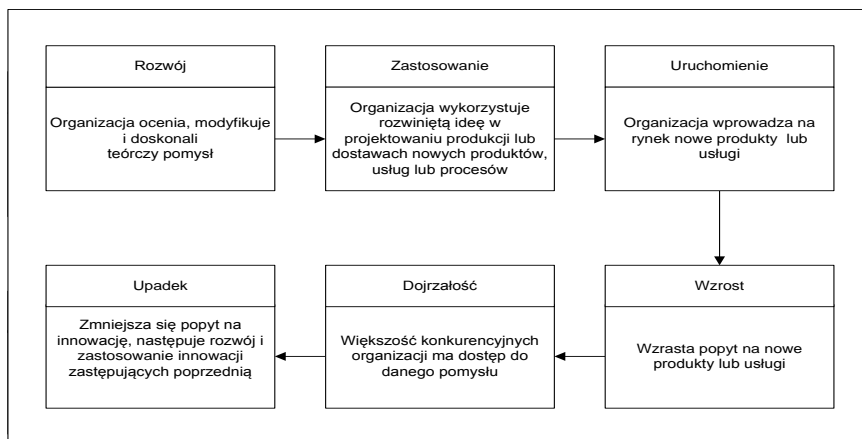 Rozwój
Organizacja ocenia, modyfikuje
i doskonali
teórczy pomysł
Zastosowanie
Organizacja wykorzystuje
rozwiniętą ideę w
projektowaniu produkcji lub
dostawach nowych produktów,
usług lub procesów
Uruchomienie
Organizacja wprowadza na
rynek nowe produkty lub
usługi
Wzrost
Wzrasta popyt na nowe
produkty lub usługi
Dojrzałość
Większość konkurencyjnych
organizacji ma dostęp do
danego pomysłu
Upadek
Zmniejsza się popyt na
innowację, następuje rozwój i
zastosowanie innowacji
zastępujących poprzednią